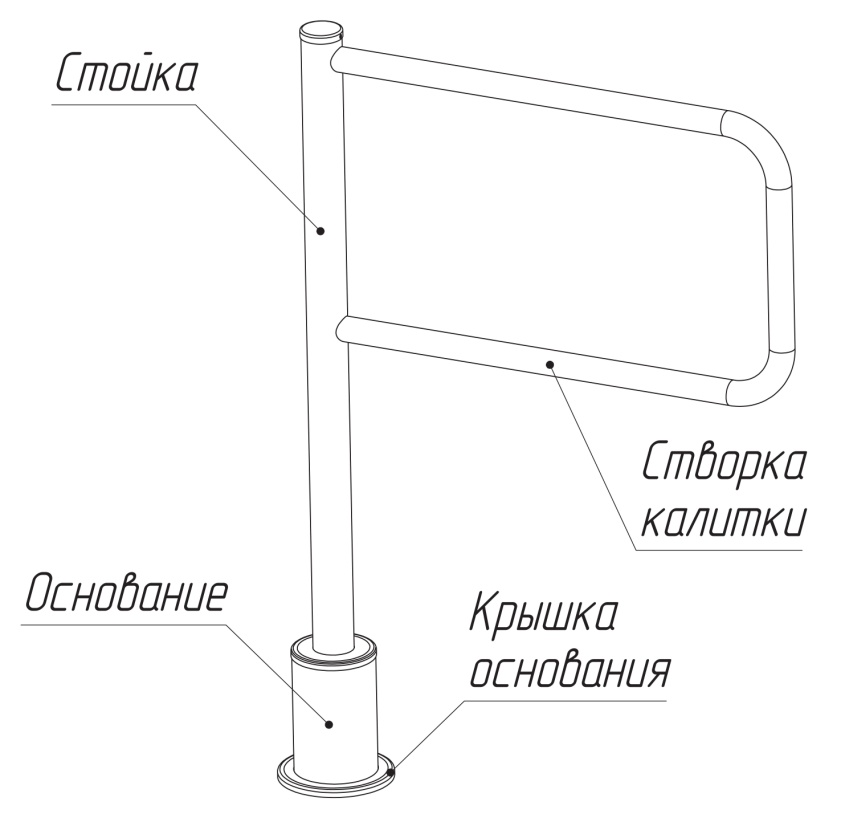 Стойка
Створка
калитки
Основание
Крышка
основания